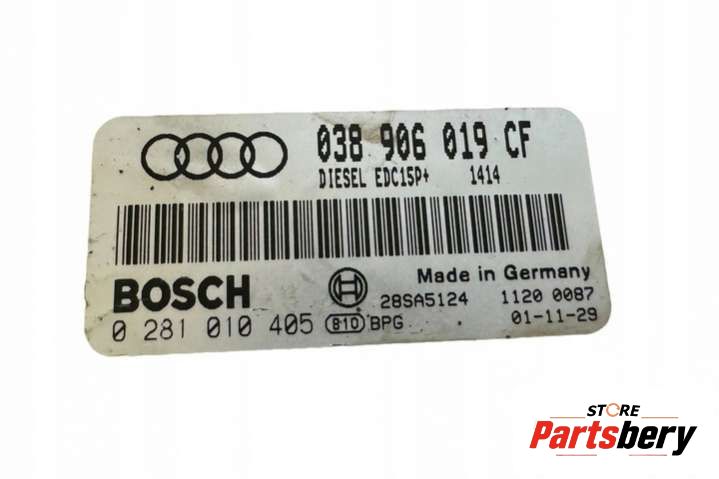 038 906 019 CF
DIESEL EDC15P+ 1414
BOSCH
Made in Germany
28SA5124 1120 0087
0 281 010 405 B10 BPG 01-11-29
STORE
Partsbery